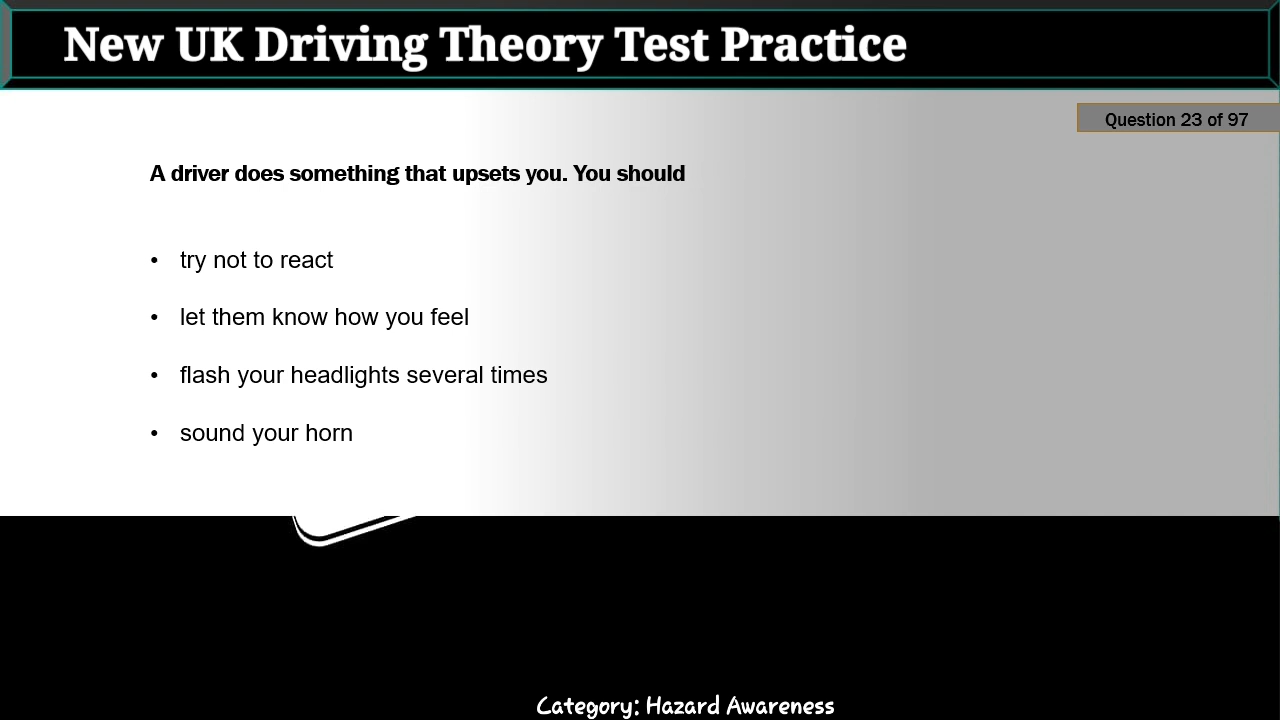 New UK Driving Theory Test Practice
Question 23 of 97
A driver does something that upsets you. You should
• try not to react
• let them know how you feel
• flash your headlights several times
• sound your horn
Category: Hazard Awareness